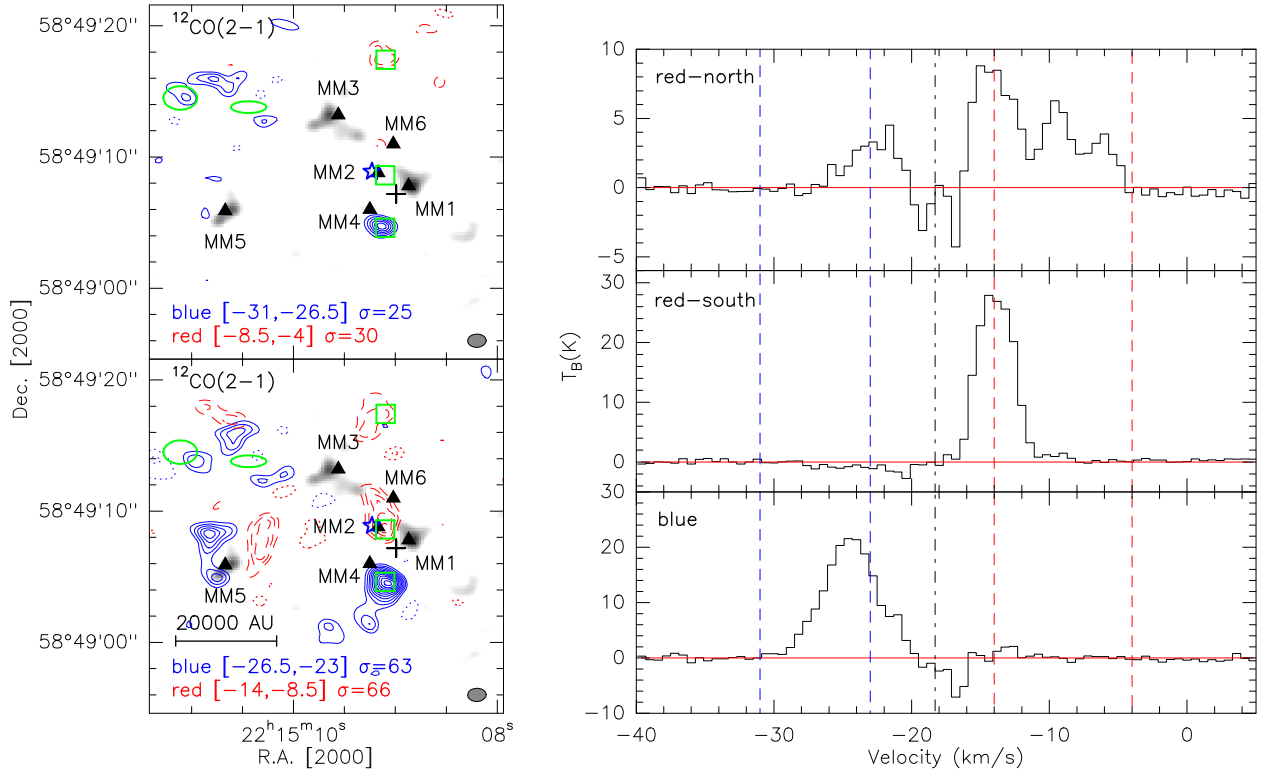 ¹²CO(2−1)
58°49'20"
MM3
MM6
58°49'10"
MM2
MM1
MM4
MM5
58°49'00"
blue [−31,−26.5] σ=25
red [−8.5,−4] σ=30
Dec. [2000]
¹²CO(2−1)
58°49'20"
MM3
MM6
58°49'10"
MM2
MM1
MM4
MM5
20000 AU
58°49'00"
blue [−26.5,−23] σ=63
red [−14,−8.5] σ=66
22ʰ15ᵐ10ˢ
08ˢ
R.A. [2000]
10
red−north
5
0
−5
30
red−south
20
10
0
T_B(K)
30
blue
20
10
0
−10
−40
−30
−20
−10
0
Velocity (km/s)